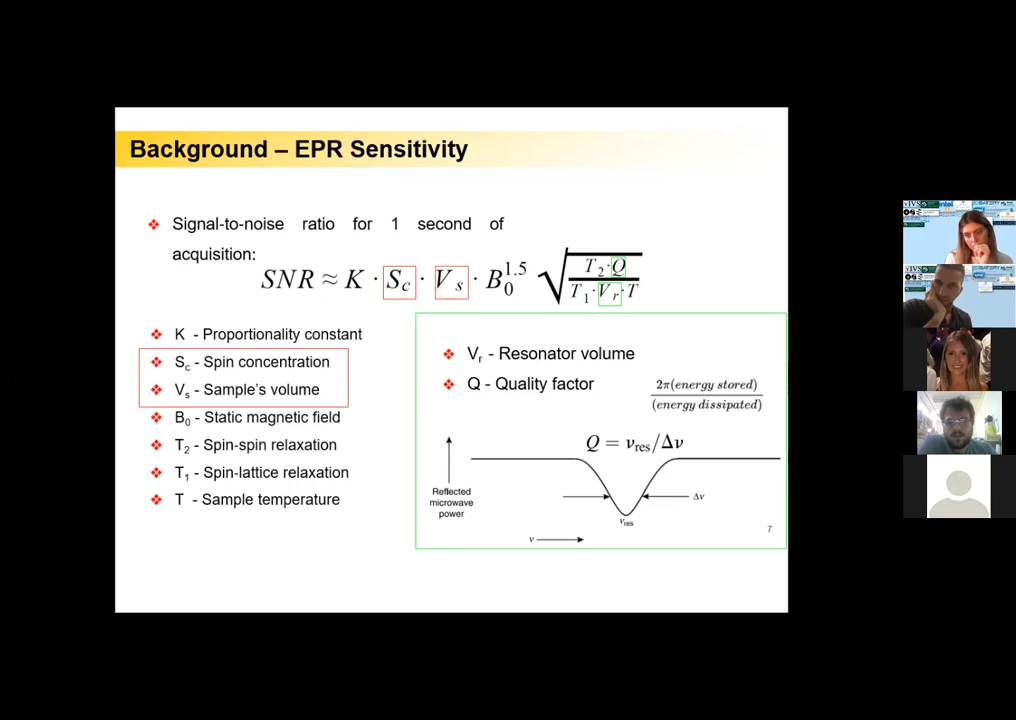 Background – EPR Sensitivity
Signal-to-noise ratio for 1 second of
acquisition:
SNR ≈ K · S_c · V_s · B_0^1.5 √(T_2·Q / T_1·V_r·T)
K - Proportionality constant
S_c - Spin concentration
V_s - Sample's volume
B_0 - Static magnetic field
T_2 - Spin-spin relaxation
T_1 - Spin-lattice relaxation
T - Sample temperature
V_r - Resonator volume
Q - Quality factor
2π(energy stored)
(energy dissipated)
Q = ν_res/Δν
Reflected
microwave
power
Δν
ν_res
ν
7
intel